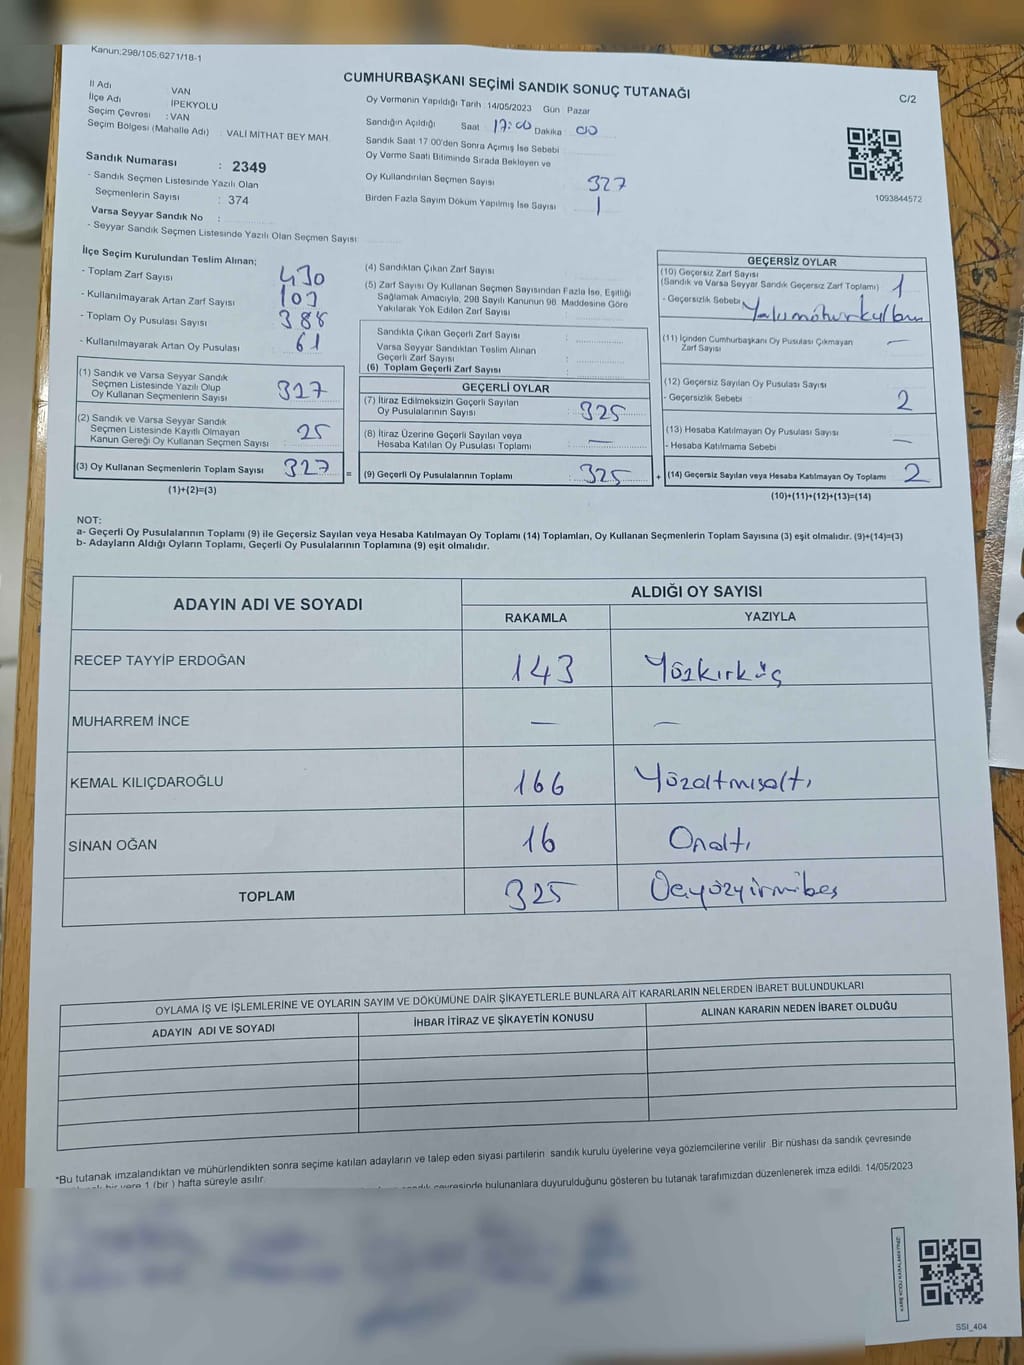 Kanun:298/105;6271/18-1
CUMHURBAŞKANI SEÇİMİ SANDIK SONUÇ TUTANAĞI
C/2
İl Adı VAN
İlçe Adı İPEKYOLU
Seçim Çevresi : VAN
Seçim Bölgesi (Mahalle Adı) : VALİ MİTHAT BEY MAH.
Sandık Numarası : 2349
- Sandık Seçmen Listesinde Yazılı Olan
Seçmenlerin Sayısı : 374
Varsa Seyyar Sandık No :
- Seyyar Sandık Seçmen Listesinde Yazılı Olan Seçmen Sayısı
Oy Vermenin Yapıldığı Tarih :14/05/2023 Gün : Pazar
Sandığın Açıldığı Saat 17:00 Dakika 00
Sandık Saat 17:00'den Sonra Açımış İse Sebebi
Oy Verme Saati Bitiminde Sırada Bekleyen ve
Oy Kullandırılan Seçmen Sayısı 327
Birden Fazla Sayım Döküm Yapılmış İse Sayısı 1
1093844572
İlçe Seçim Kurulundan Teslim Alınan;
- Toplam Zarf Sayısı 430
- Kullanılmayarak Artan Zarf Sayısı 103
- Toplam Oy Pusulası Sayısı 388
- Kullanılmayarak Artan Oy Pusulası 61
(1) Sandık ve Varsa Seyyar Sandık
Seçmen Listesinde Yazılı Olup
Oy Kullanan Seçmenlerin Sayısı 327
(2) Sandık ve Varsa Seyyar Sandık
Seçmen Listesinde Kayıtlı Olmayan
Kanun Gereği Oy Kullanan Seçmen Sayısı 25
(3) Oy Kullanan Seçmenlerin Toplam Sayısı 327 =
(1)+(2)=(3)
(4) Sandıktan Çıkan Zarf Sayısı :
(5) Zarf Sayısı Oy Kullanan Seçmen Sayısından Fazla İse, Eşitliği
Sağlamak Amacıyla, 298 Sayılı Kanunun 98. Maddesine Göre
Yakılarak Yok Edilen Zarf Sayısı :
Sandıkta Çıkan Geçerli Zarf Sayısı :
Varsa Seyyar Sandıktan Teslim Alınan
Geçerli Zarf Sayısı :
(6) Toplam Geçerli Zarf Sayısı :
GEÇERLİ OYLAR
(7) İtiraz Edilmeksizin Geçerli Sayılan
Oy Pusulalarının Sayısı : 325
(8) İtiraz Üzerine Geçerli Sayılan veya
Hesaba Katılan Oy Pusulası Toplamı : —
(9) Geçerli Oy Pusulalarının Toplamı : 325 +
GEÇERSİZ OYLAR
(10) Geçersiz Zarf Sayısı
(Sandık ve Varsa Seyyar Sandık Geçersiz Zarf Toplamı) 1
- Geçersizlik Sebebi
(11) İçinden Cumhurbaşkanı Oy Pusulası Çıkmayan
Zarf Sayısı —
(12) Geçersiz Sayılan Oy Pusulası Sayısı
- Geçersizlik Sebebi 2
(13) Hesaba Katılmayan Oy Pusulası Sayısı
- Hesaba Katılmama Sebebi —
(14) Geçersiz Sayılan veya Hesaba Katılmayan Oy Toplamı 2
(10)+(11)+(12)+(13)=(14)
NOT:
a- Geçerli Oy Pusulalarının Toplamı (9) ile Geçersiz Sayılan veya Hesaba Katılmayan Oy Toplamı (14) Toplamları, Oy Kullanan Seçmenlerin Toplam Sayısına (3) eşit olmalıdır. (9)+(14)=(3)
b- Adayların Aldığı Oyların Toplamı, Geçerli Oy Pusulalarının Toplamına (9) eşit olmalıdır.
ADAYIN ADI VE SOYADI
ALDIĞI OY SAYISI
RAKAMLA YAZIYLA
RECEP TAYYİP ERDOĞAN 143 Yözkırküç
MUHARREM İNCE — —
KEMAL KILIÇDAROĞLU 166 Yözaltmışaltı
SİNAN OĞAN 16 Onaltı
TOPLAM 325 Üçyözyirmibeş
OYLAMA İŞ VE İŞLEMLERİNE VE OYLARIN SAYIM VE DÖKÜMÜNE DAİR ŞİKAYETLERLE BUNLARA AİT KARARLARIN NELERDEN İBARET BULUNDUKLARI
ADAYIN ADI VE SOYADI İHBAR İTİRAZ VE ŞİKAYETİN KONUSU ALINAN KARARIN NEDEN İBARET OLDUĞU
*Bu tutanak imzalandıktan ve mühürlendikten sonra seçime katılan adayların ve talep eden siyasi partilerin sandık kurulu üyelerine veya gözlemcilerine verilir. Bir nüshası da sandık çevresinde
bir yere 1 (bir ) hafta süreyle asılır.
çevresinde bulunanlara duyurulduğunu gösteren bu tutanak tarafımızdan düzenlenerek imza edildi. 14/05/2023
SSI_404